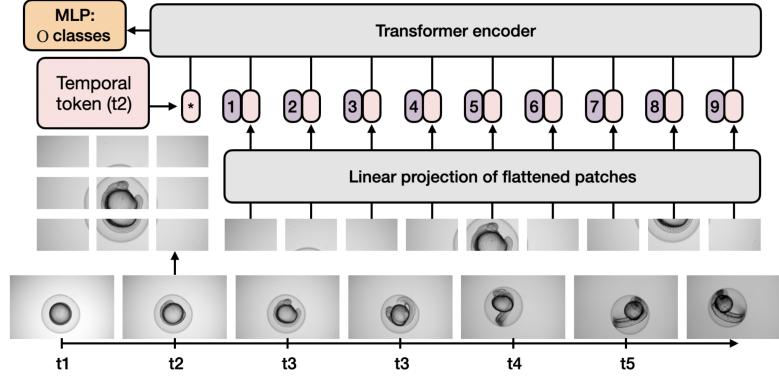 MLP:
O classes
Transformer encoder
Temporal
token (t2)
*
1 2 3 4 5 6 7 8 9
Linear projection of flattened patches
t1 t2 t3 t3 t4 t5